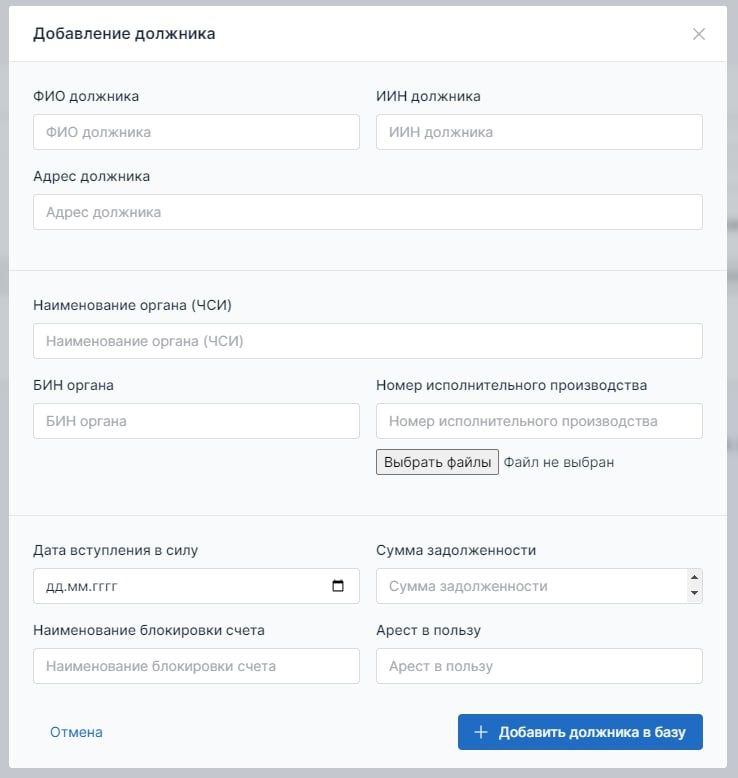 Добавление должника
ФИО должника
ИИН должника
ФИО должника
ИИН должника
Адрес должника
Адрес должника
Наименование органа (ЧСИ)
Наименование органа (ЧСИ)
БИН органа
Номер исполнительного производства
БИН органа
Номер исполнительного производства
Выбрать файлы Файл не выбран
Дата вступления в силу
Сумма задолженности
дд.мм.гггг
Сумма задолженности
Наименование блокировки счета
Арест в пользу
Наименование блокировки счета
Арест в пользу
Отмена
Добавить должника в базу